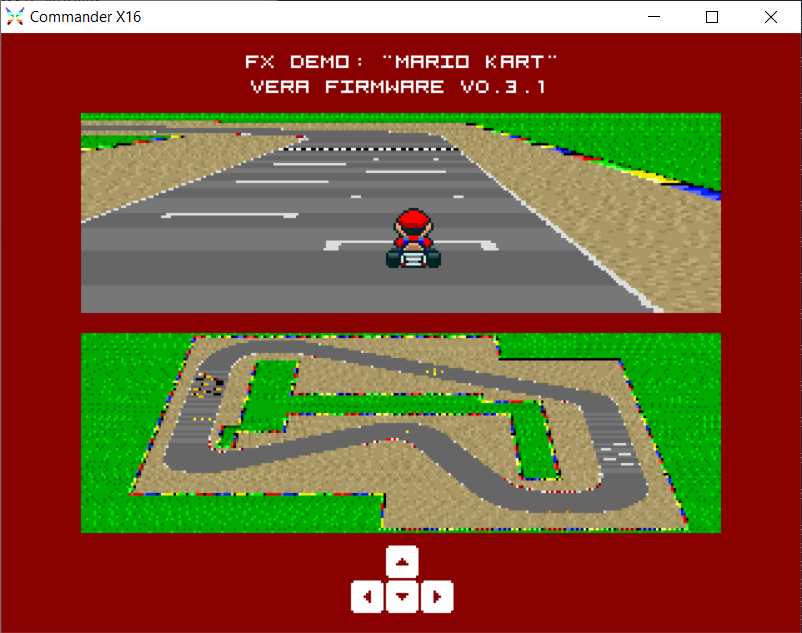 Commander X16
FX DEMO: "MARIO KART"
VERA FIRMWARE V0.3.1